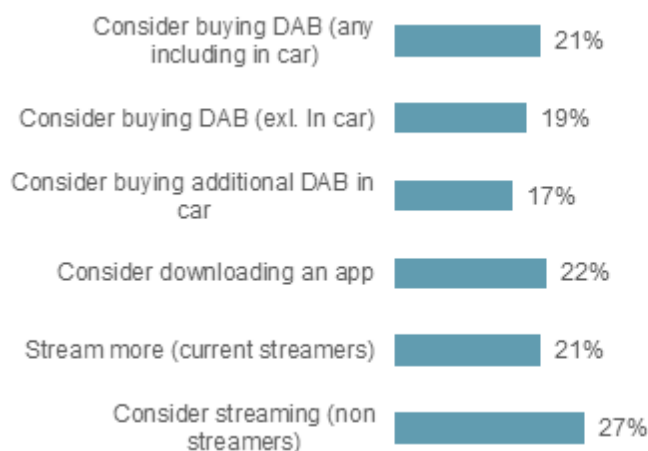 Consider buying DAB (any
including in car)
21%
Consider buying DAB (exl. In car)
19%
Consider buying additional DAB in
car
17%
Consider downloading an app
22%
Stream more (current streamers)
21%
Consider streaming (non
streamers)
27%